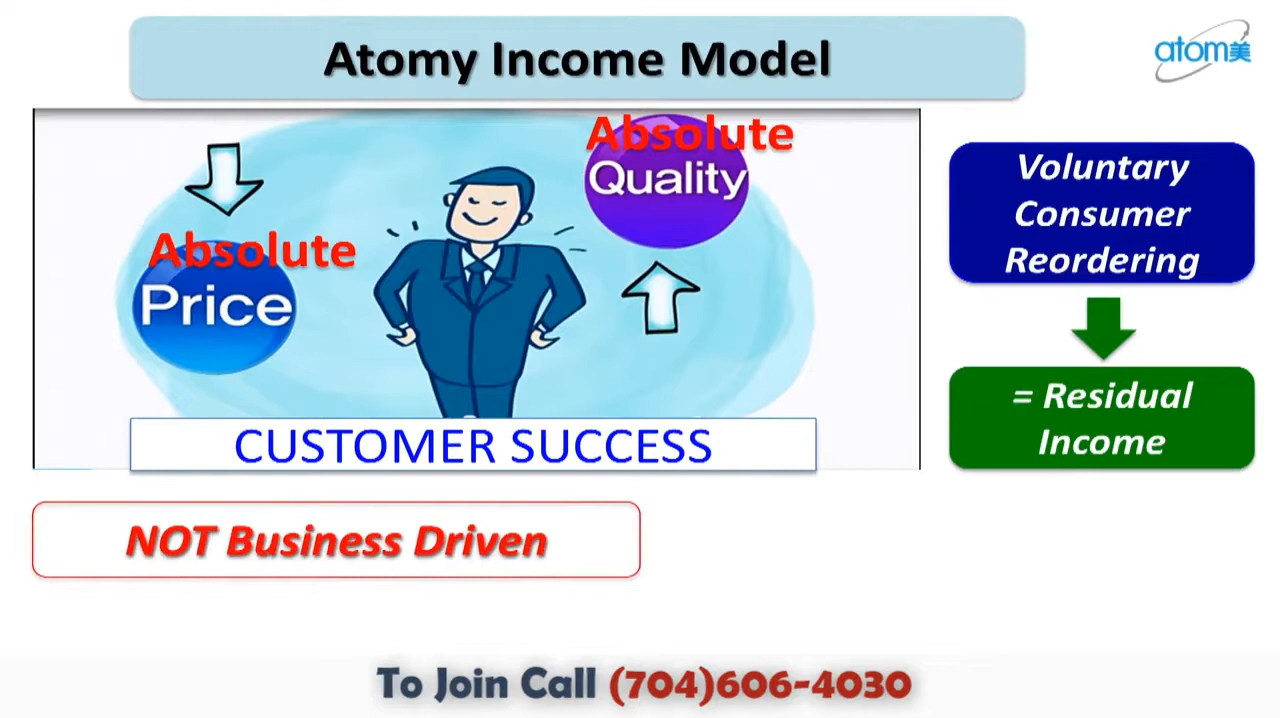 Atomy Income Model
atom美
Absolute
Price
Absolute
Quality
CUSTOMER SUCCESS
Voluntary
Consumer
Reordering
= Residual
Income
NOT Business Driven
To Join Call (704)606-4030